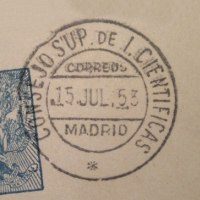 CONSEJO SUP. DE I. CIENTIFICAS
CORREOS
15 JUL. 53
MADRID
*